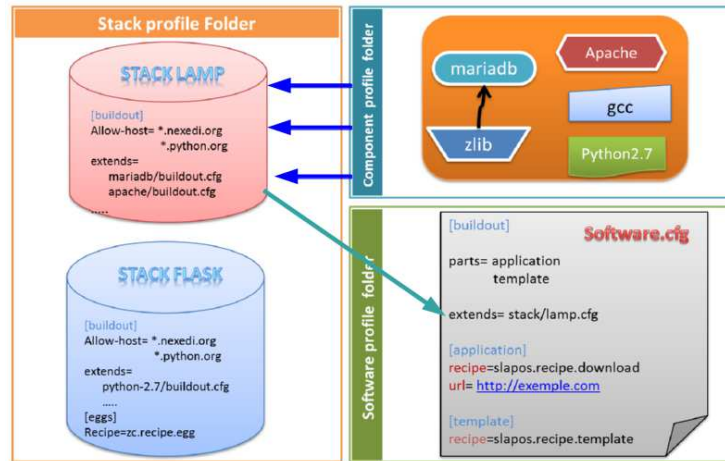 Stack profile Folder
STACK LAMP
[buildout]
Allow-host= *.nexedi.org
*.python.org
extends=
mariadb/buildout.cfg
apache/buildout.cfg
.....
STACK FLASK
[buildout]
Allow-host= *.nexedi.org
*.python.org
extends=
python-2.7/buildout.cfg
.....
[eggs]
Recipe=zc.recipe.egg
Component profile folder
mariadb
Apache
zlib
gcc
Python2.7
Software profile folder
Software.cfg
[buildout]
parts= application
template
extends= stack/lamp.cfg
[application]
recipe=slapos.recipe.download
url= http://exemple.com
[template]
recipe=slapos.recipe.template